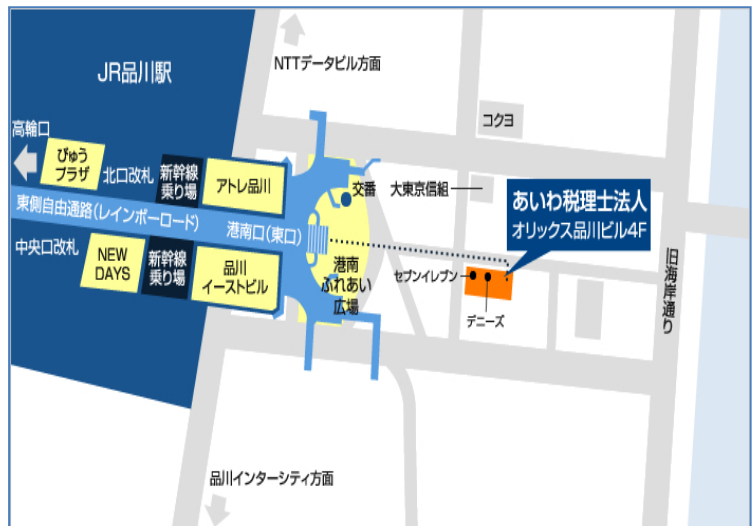 NTTデータビル方面
JR品川駅
コクヨ
高輪口
びゅう
プラザ
北口改札
新幹線
乗り場
アトレ品川
交番
大東京信組
あいわ税理士法人
オリックス品川ビル4F
東側自由通路(レインボーロード)
港南口(東口)
中央口改札
NEW
DAYS
新幹線
乗り場
品川
イーストビル
港南
ふれあい
広場
セブンイレブン
デニーズ
旧海岸通り
品川インターシティ方面